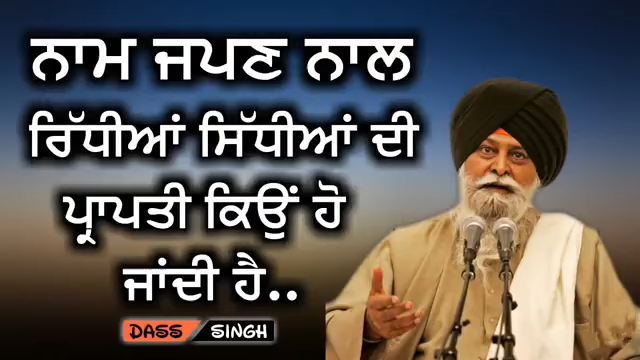 ਨਾਮ ਜਪਣ ਨਾਲ
ਰਿੱਧੀਆਂ ਸਿੱਧੀਆਂ ਦੀ
ਪ੍ਰਾਪਤੀ ਕਿਉਂ ਹੋ
ਜਾਂਦੀ ਹੈ..
DASS SINGH